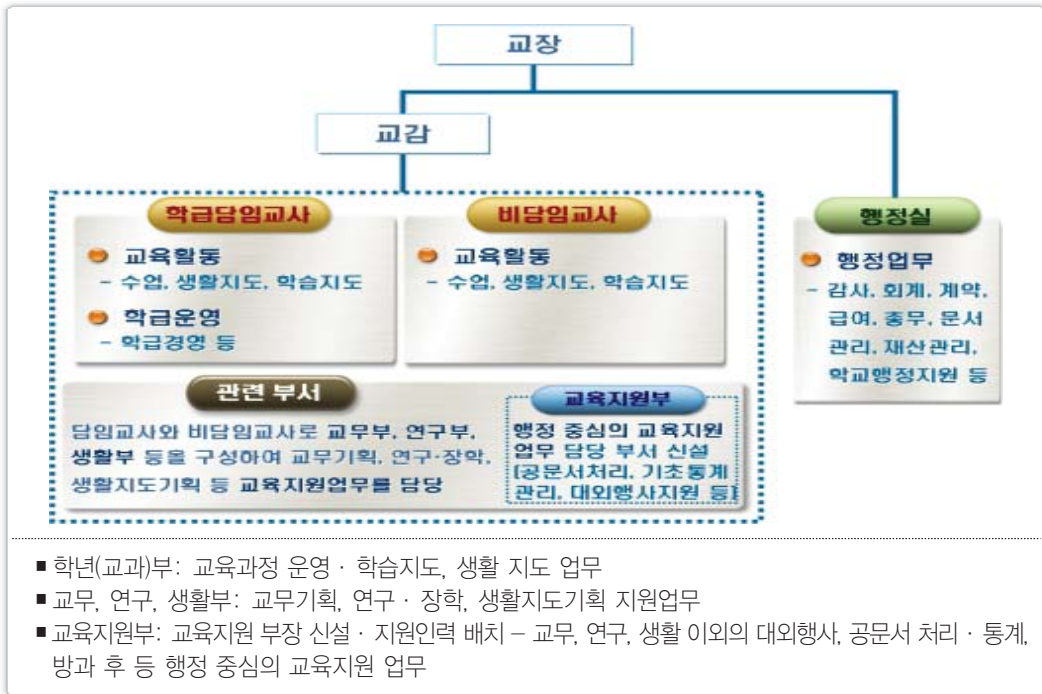 교장
교감
학급담임교사
교육활동
- 수업, 생활지도, 학습지도
학급운영
- 학급경영 등
비담임교사
교육활동
- 수업, 생활지도, 학습지도
행정실
행정업무
- 감사, 회계, 계약,
급여, 총무, 문서
관리, 재산관리,
학교행정지원 등
관련 부서
담임교사와 비담임교사로 교무부, 연구부,
생활부 등을 구성하여 교무기획, 연구·장학,
생활지도기획 등 교육지원업무를 담당
교육지원부
행정 중심의 교육지원
업무 담당 부서 신설
[공문서처리, 기초통계
관리, 대외행사지원 등]
■ 학년(교과)부: 교육과정 운영 · 학습지도, 생활 지도 업무
■ 교무, 연구, 생활부: 교무기획, 연구 · 장학, 생활지도기획 지원업무
■ 교육지원부: 교육지원 부장 신설 · 지원인력 배치 – 교무, 연구, 생활 이외의 대외행사, 공문서 처리 · 통계,
방과 후 등 행정 중심의 교육지원 업무